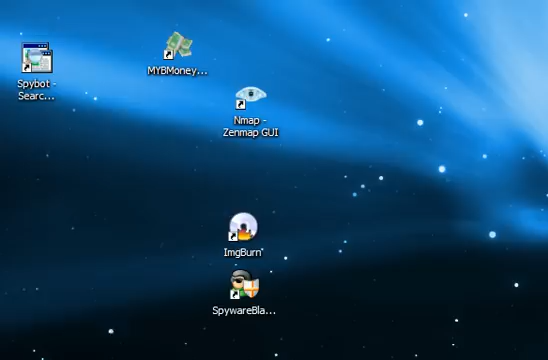 Spybot -
Searc...
MYBMoney...
Nmap -
Zenmap GUI
ImgBurn
SpywareBla...